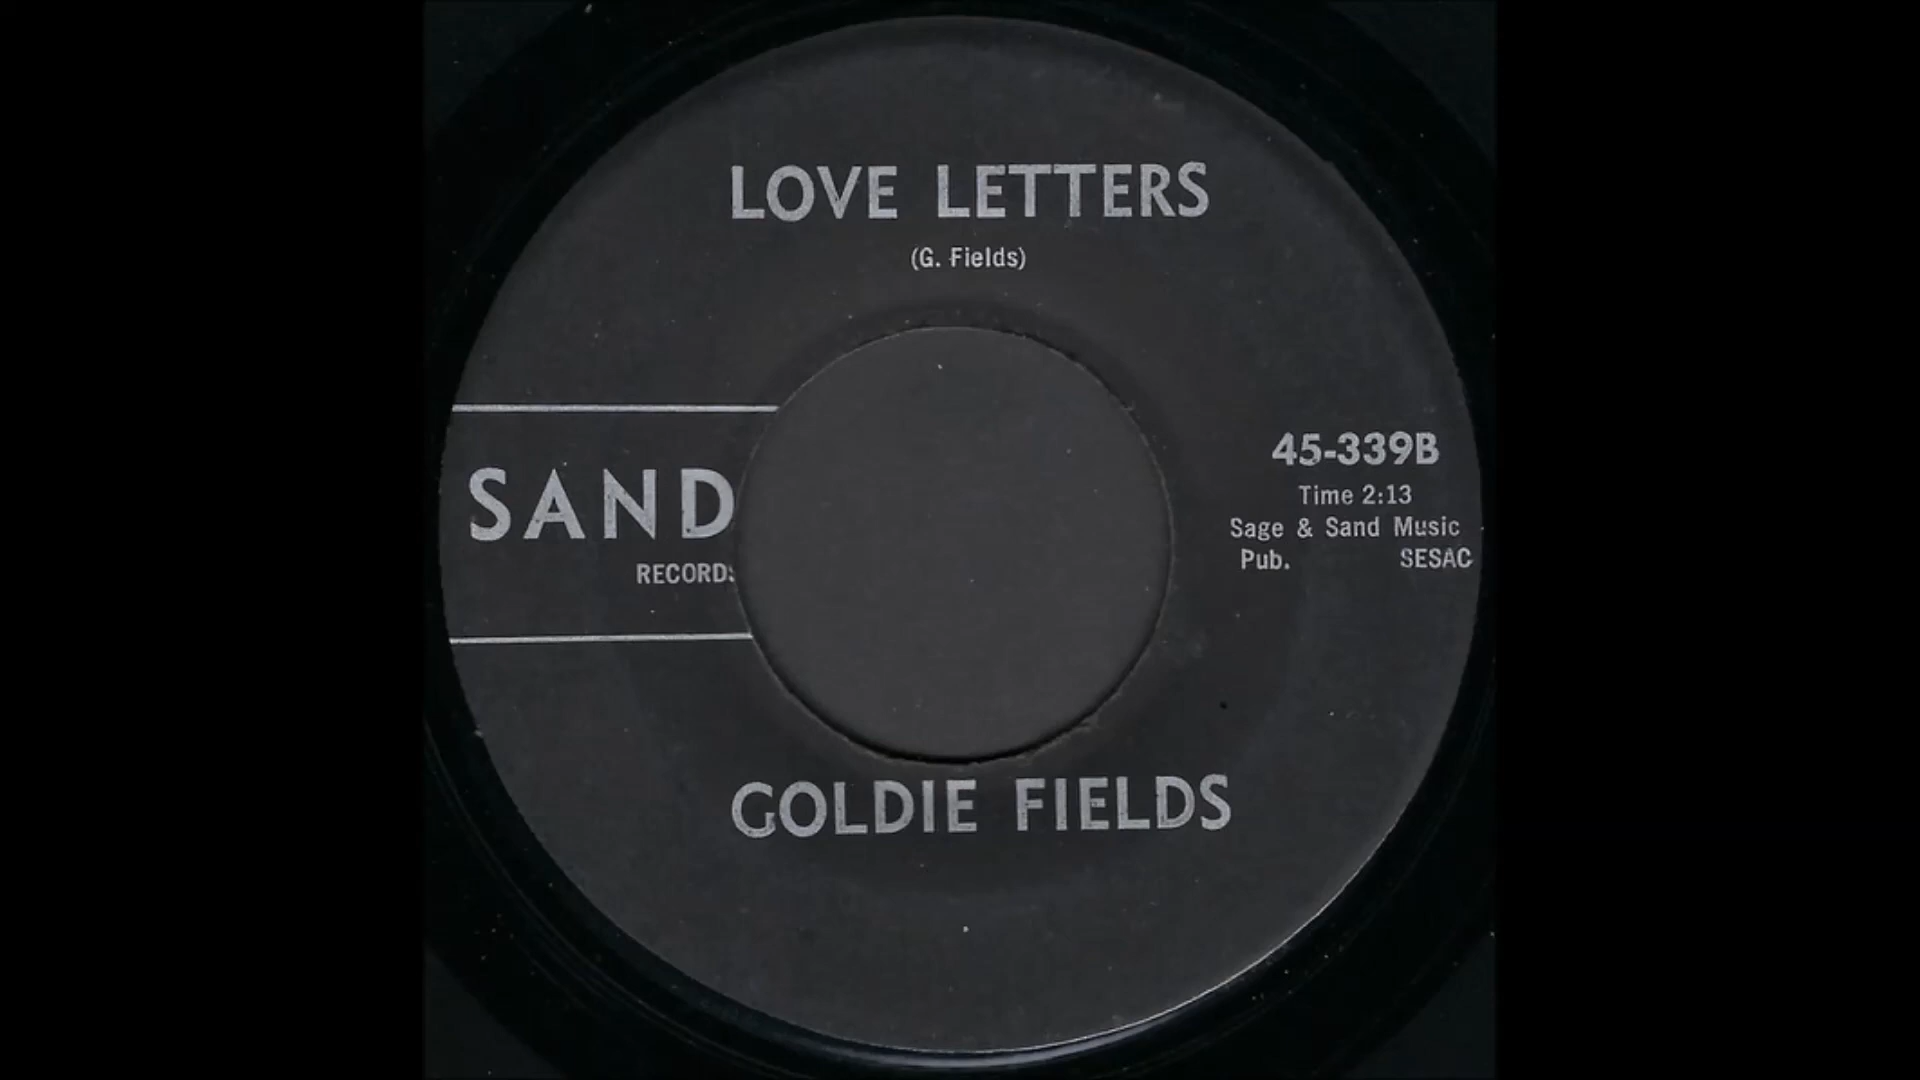 LOVE LETTERS
(G. Fields)
SAND
RECORDS
45-339B
Time 2:13
Sage & Sand Music
Pub. SESAC
GOLDIE FIELDS